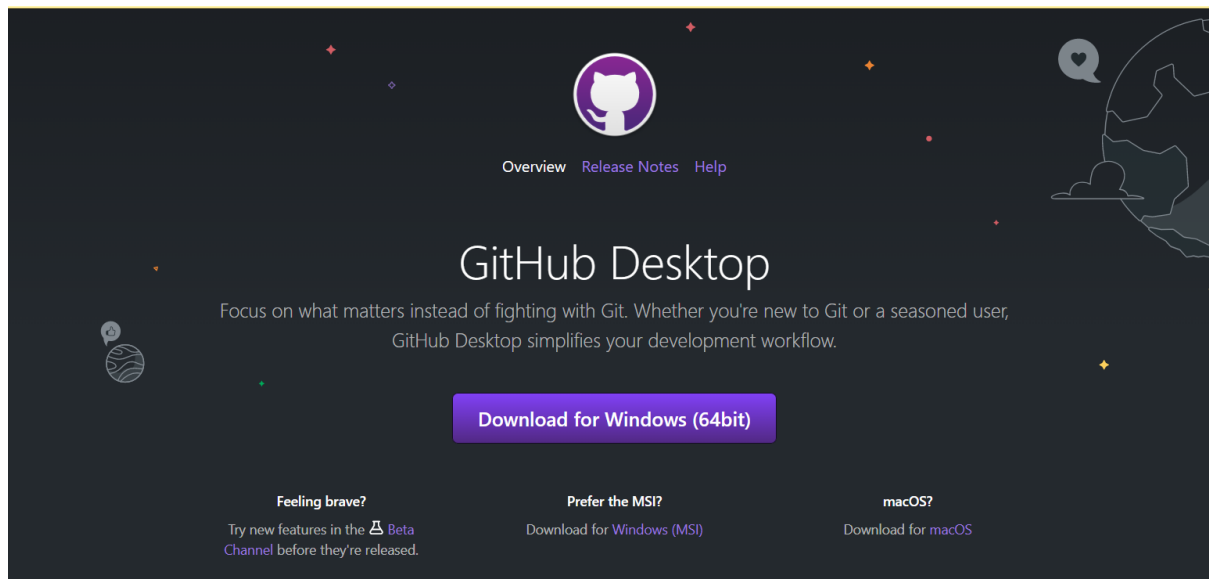 Overview Release Notes Help
GitHub Desktop
Focus on what matters instead of fighting with Git. Whether you're new to Git or a seasoned user,
GitHub Desktop simplifies your development workflow.
Download for Windows (64bit)
Feeling brave?
Try new features in the Beta
Channel before they're released.
Prefer the MSI?
Download for Windows (MSI)
macOS?
Download for macOS